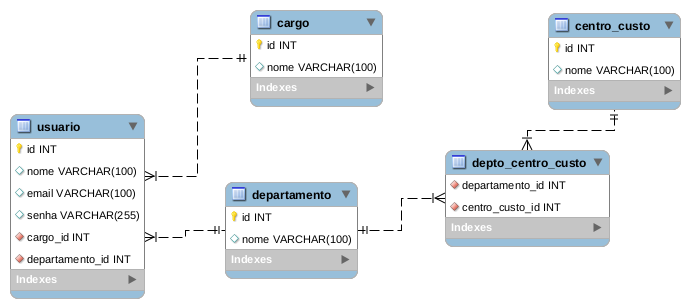 cargo
id INT
nome VARCHAR(100)
Indexes
centro_custo
id INT
nome VARCHAR(100)
Indexes
usuario
id INT
nome VARCHAR(100)
email VARCHAR(100)
senha VARCHAR(255)
cargo_id INT
departamento_id INT
Indexes
departamento
id INT
nome VARCHAR(100)
Indexes
depto_centro_custo
departamento_id INT
centro_custo_id INT
Indexes